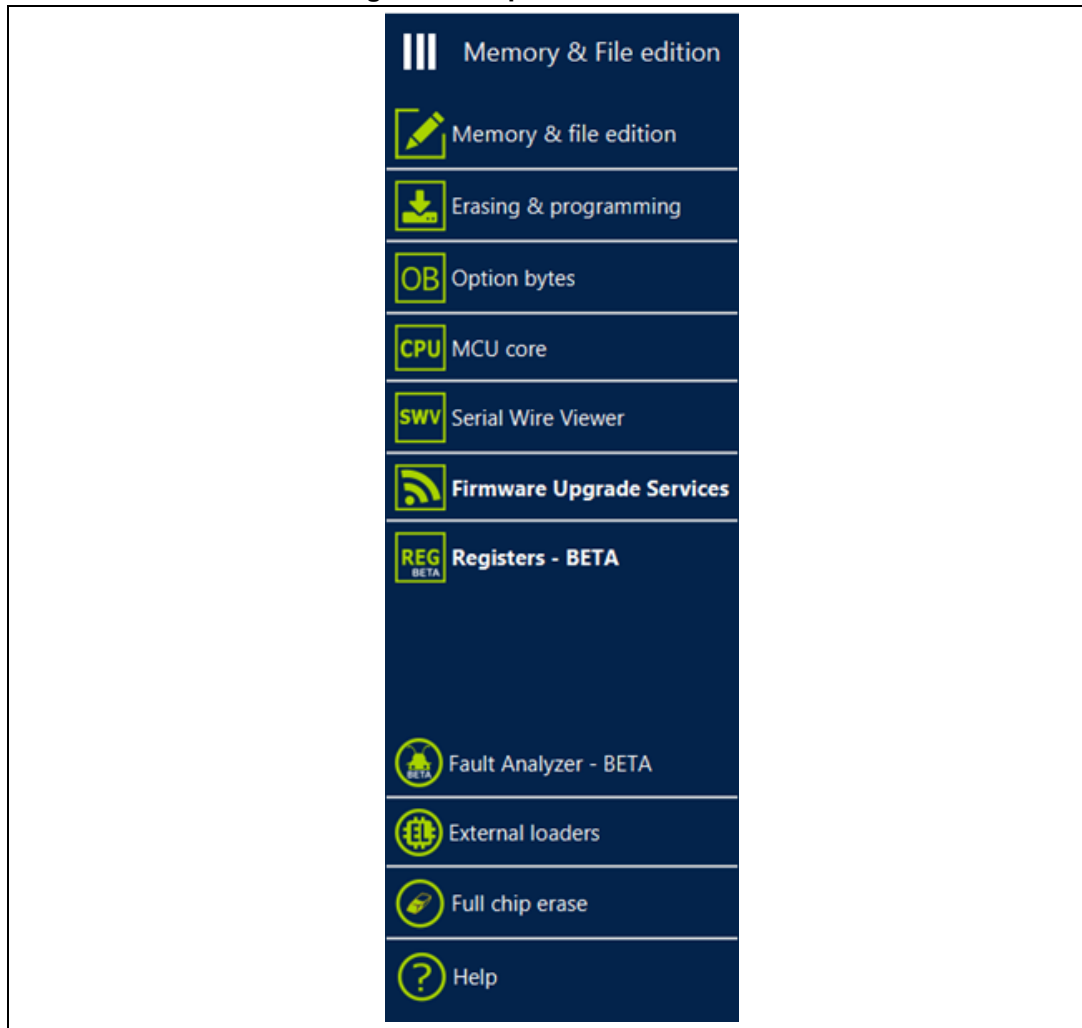 Memory & File edition
Memory & file edition
Erasing & programming
OB Option bytes
CPU MCU core
SWV Serial Wire Viewer
Firmware Upgrade Services
REG
BETA
Registers - BETA
BETA
Fault Analyzer - BETA
EL External loaders
Full chip erase
? Help